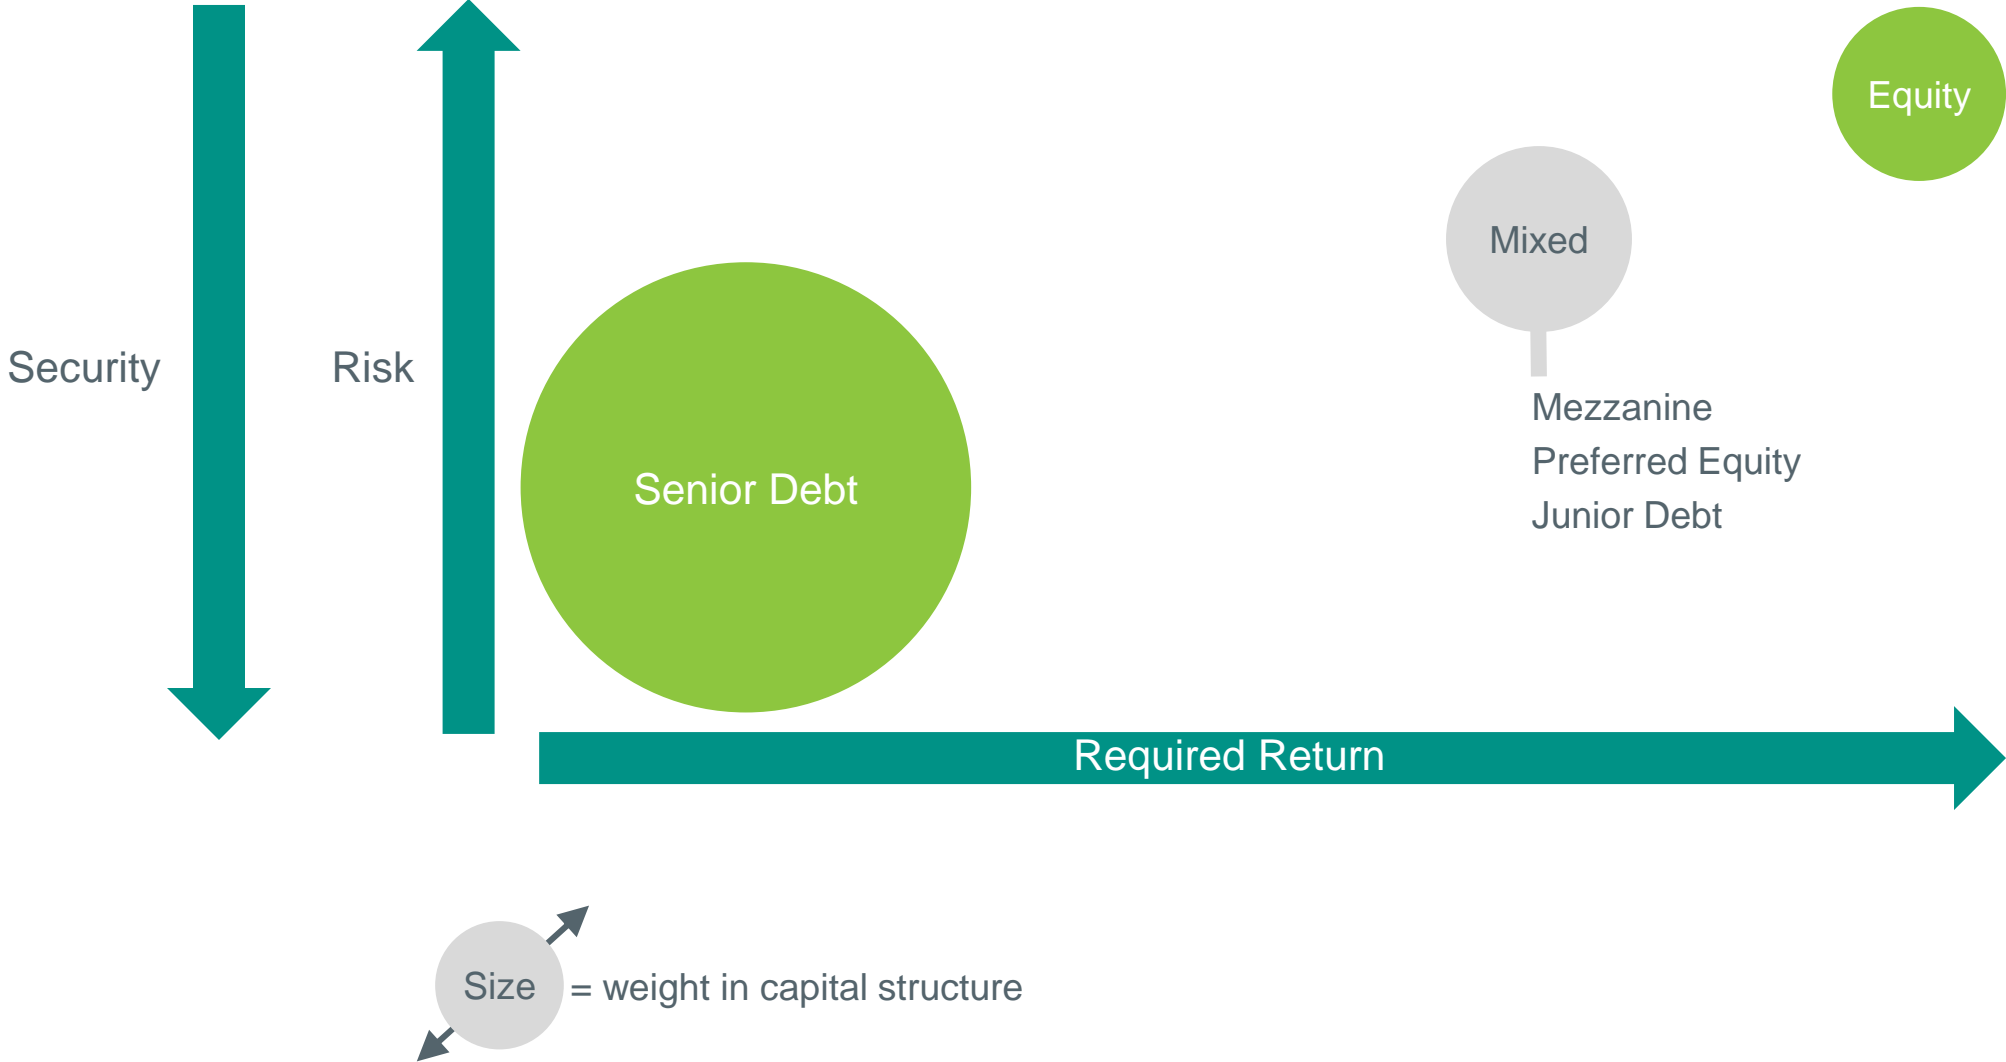 Equity
Mixed
Security
Risk
Mezzanine
Preferred Equity
Junior Debt
Senior Debt
Required Return
Size = weight in capital structure